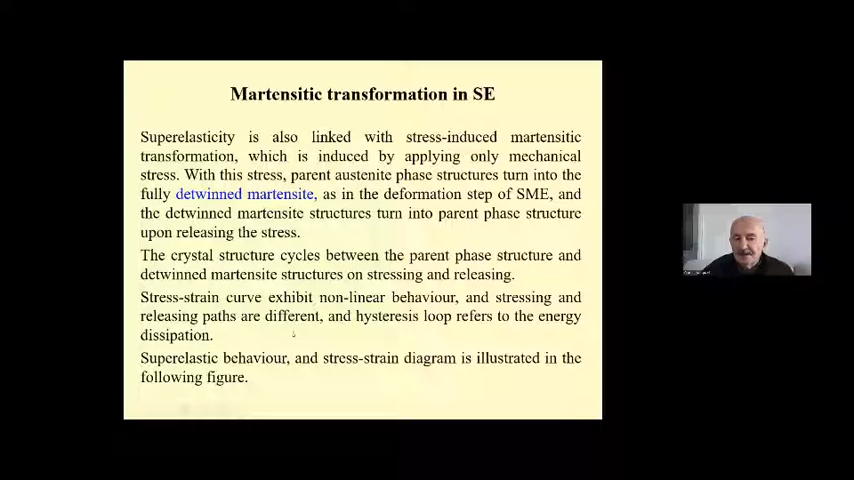 Martensitic transformation in SE
Superelasticity is also linked with stress-induced martensitic
transformation, which is induced by applying only mechanical
stress. With this stress, parent austenite phase structures turn into the
fully detwinned martensite, as in the deformation step of SME, and
the detwinned martensite structures turn into parent phase structure
upon releasing the stress.
The crystal structure cycles between the parent phase structure and
detwinned martensite structures on stressing and releasing.
Stress-strain curve exhibit non-linear behaviour, and stressing and
releasing paths are different, and hysteresis loop refers to the energy
dissipation.
Superelastic behaviour, and stress-strain diagram is illustrated in the
following figure.